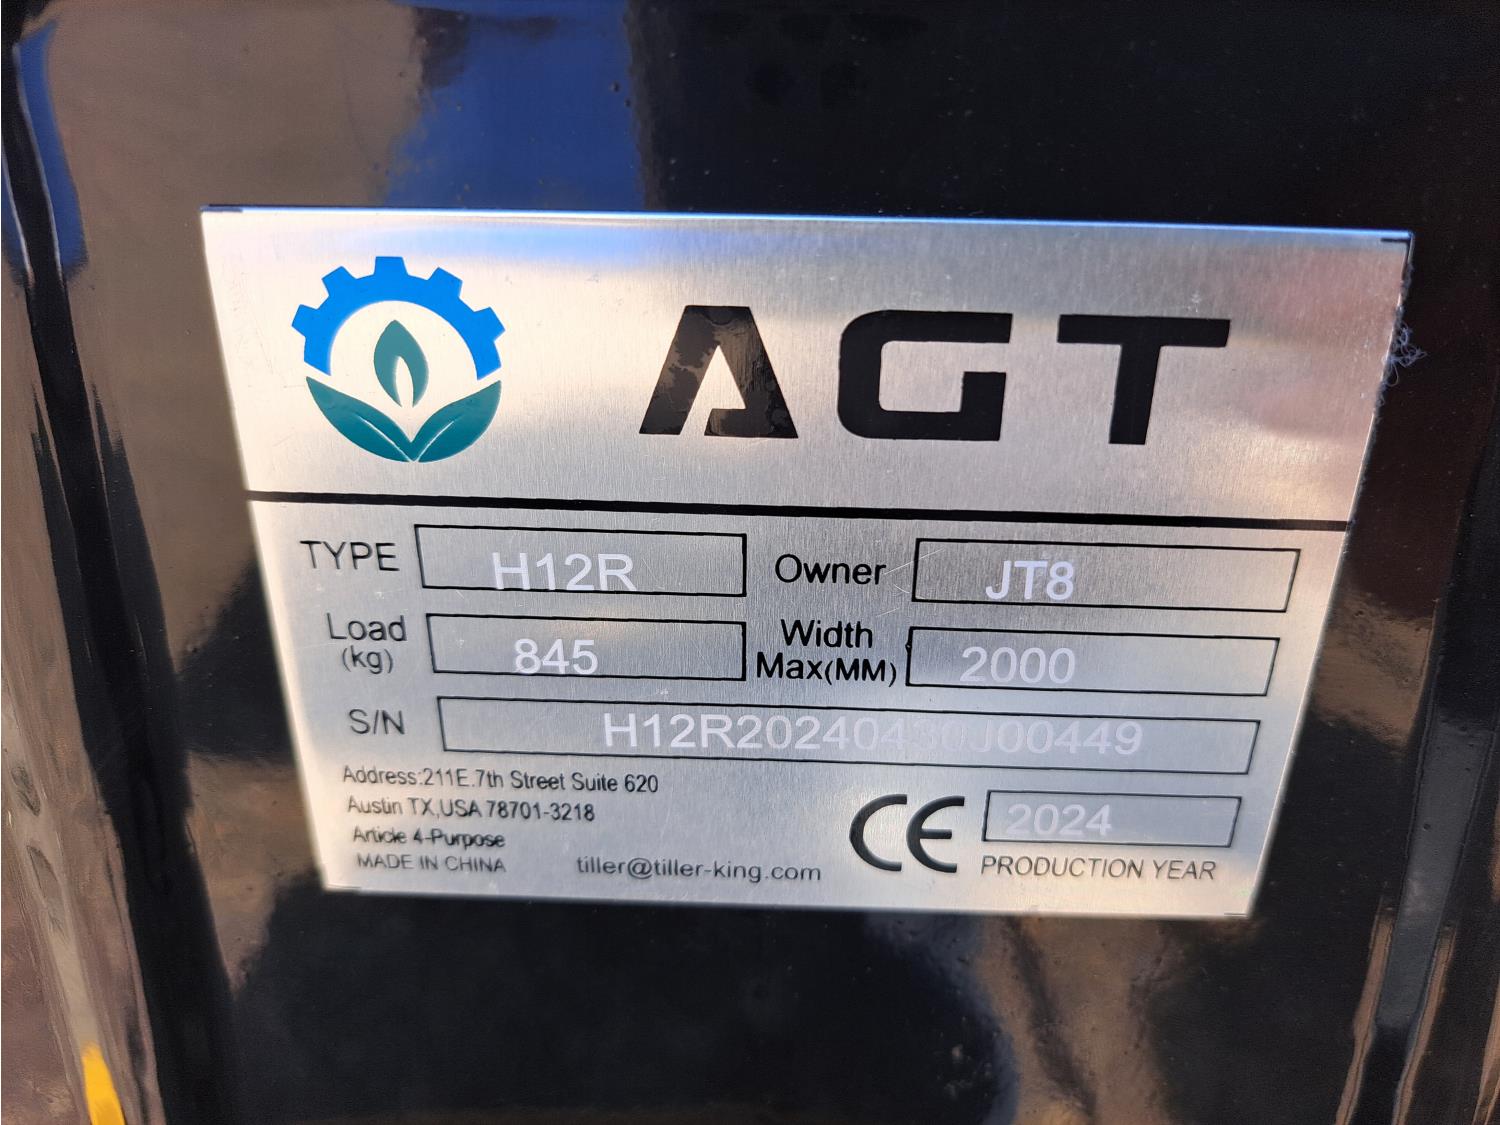 AGT
TYPE H12R Owner JT8
Load (kg) 845 Width Max(MM) 2000
S/N H12R20240430J00449
Address:211E.7th Street Suite 620
Austin TX,USA 78701-3218
Article 4-Purpose
MADE IN CHINA
tiller@tiller-king.com
CE
2024
PRODUCTION YEAR